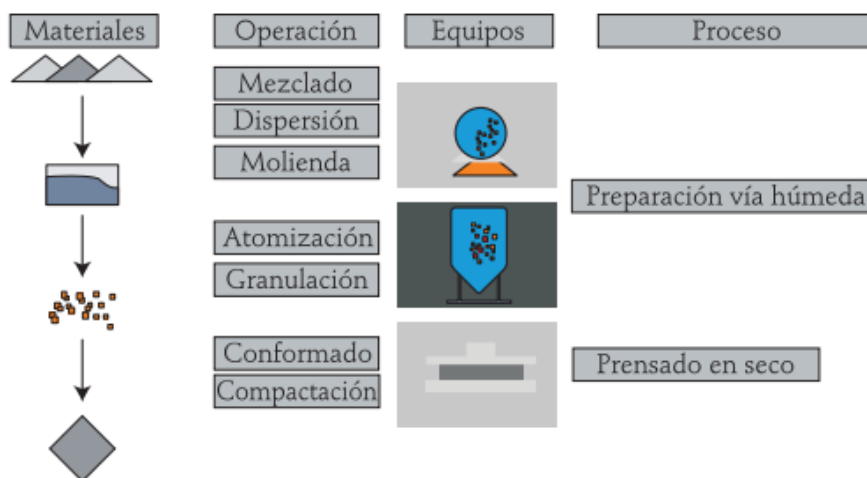 Materiales
Operación
Equipos
Proceso
Mezclado
Dispersión
Molienda
Preparación vía húmeda
Atomización
Granulación
Conformado
Compactación
Prensado en seco